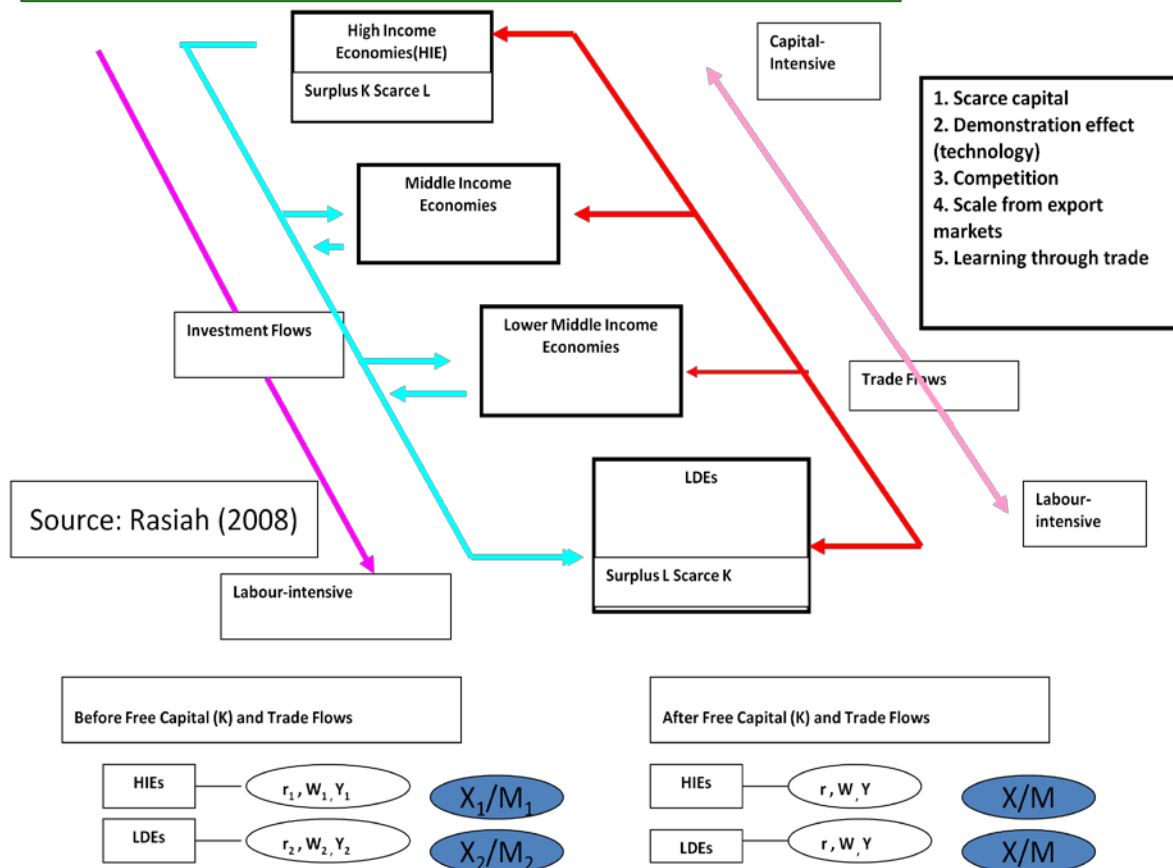 High Income
Economies(HIE)
Surplus K Scarce L
Capital-
Intensive
1. Scarce capital
2. Demonstration effect
(technology)
3. Competition
4. Scale from export
markets
5. Learning through trade
Middle Income
Economies
Investment Flows
Lower Middle Income
Economies
Trade Flows
LDEs
Surplus L Scarce K
Labour-
intensive
Source: Rasiah (2008)
Labour-intensive
Before Free Capital (K) and Trade Flows
After Free Capital (K) and Trade Flows
HIEs
r₁ , W₁, Y₁
X₁/M₁
HIEs
r , W, Y
X/M
LDEs
r₂ , W₂, Y₂
X₂/M₂
LDEs
r , W, Y
X/M